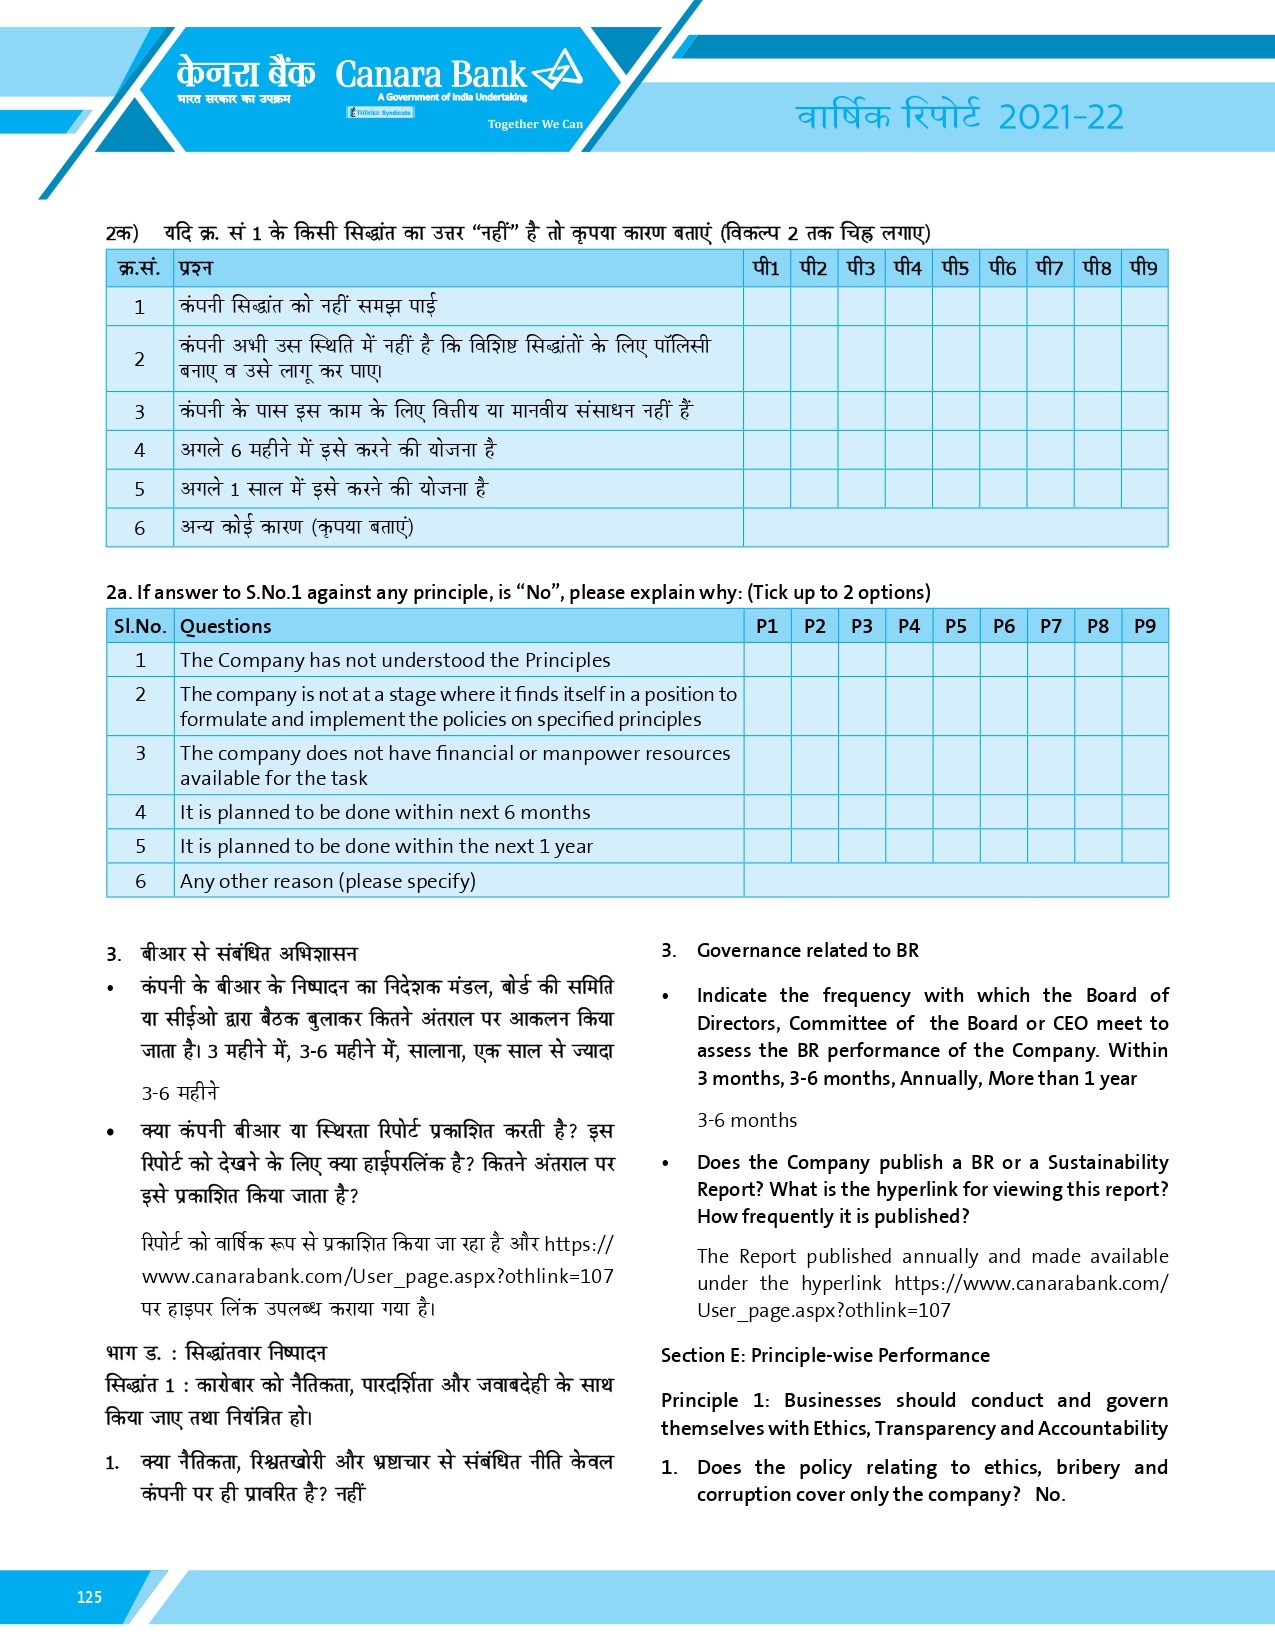 केनरा बैंक Canara Bank
भारत सरकार का उपक्रम A Government of India Undertaking
सिंडिकेट Syndicate
Together We Can
वार्षिक रिपोर्ट 2021-22
2क) यदि क्र. सं 1 के किसी सिद्धांत का उत्तर “नहीं” है तो कृपया कारण बताएं (विकल्प 2 तक चिह्न लगाए)
क्र.सं. प्रश्न पी1 पी2 पी3 पी4 पी5 पी6 पी7 पी8 पी9
1 कंपनी सिद्धांत को नहीं समझ पाई
2 कंपनी अभी उस स्थिति में नहीं है कि विशिष्ट सिद्धांतों के लिए पॉलिसी
बनाए व उसे लागू कर पाए।
3 कंपनी के पास इस काम के लिए वित्तीय या मानवीय संसाधन नहीं हैं
4 अगले 6 महीने में इसे करने की योजना है
5 अगले 1 साल में इसे करने की योजना है
6 अन्य कोई कारण (कृपया बताएं)
2a. If answer to S.No.1 against any principle, is “No”, please explain why: (Tick up to 2 options)
Sl.No. Questions P1 P2 P3 P4 P5 P6 P7 P8 P9
1 The Company has not understood the Principles
2 The company is not at a stage where it finds itself in a position to
formulate and implement the policies on specified principles
3 The company does not have financial or manpower resources
available for the task
4 It is planned to be done within next 6 months
5 It is planned to be done within the next 1 year
6 Any other reason (please specify)
3. बीआर से संबंधित अभिशासन
• कंपनी के बीआर के निष्पादन का निदेशक मंडल, बोर्ड की समिति
या सीईओ द्वारा बैठक बुलाकर कितने अंतराल पर आकलन किया
जाता है। 3 महीने में, 3-6 महीने में, सालाना, एक साल से ज्यादा
3-6 महीने
• क्या कंपनी बीआर या स्थिरता रिपोर्ट प्रकाशित करती है? इस
रिपोर्ट को देखने के लिए क्या हाईपरलिंक है? कितने अंतराल पर
इसे प्रकाशित किया जाता है?
रिपोर्ट को वार्षिक रूप से प्रकाशित किया जा रहा है और https://
www.canarabank.com/User_page.aspx?othlink=107
पर हाइपर लिंक उपलब्ध कराया गया है।
भाग ड. : सिद्धांतवार निष्पादन
सिद्धांत 1 : कारोबार को नैतिकता, पारदर्शिता और जवाबदेही के साथ
किया जाए तथा नियंत्रित हो।
1. क्या नैतिकता, रिश्वतखोरी और भ्रष्टाचार से संबंधित नीति केवल
कंपनी पर ही प्रावरित है? नहीं
3. Governance related to BR
• Indicate the frequency with which the Board of
Directors, Committee of the Board or CEO meet to
assess the BR performance of the Company. Within
3 months, 3-6 months, Annually, More than 1 year
3-6 months
• Does the Company publish a BR or a Sustainability
Report? What is the hyperlink for viewing this report?
How frequently it is published?
The Report published annually and made available
under the hyperlink https://www.canarabank.com/
User_page.aspx?othlink=107
Section E: Principle-wise Performance
Principle 1: Businesses should conduct and govern
themselves with Ethics, Transparency and Accountability
1. Does the policy relating to ethics, bribery and
corruption cover only the company? No.
125